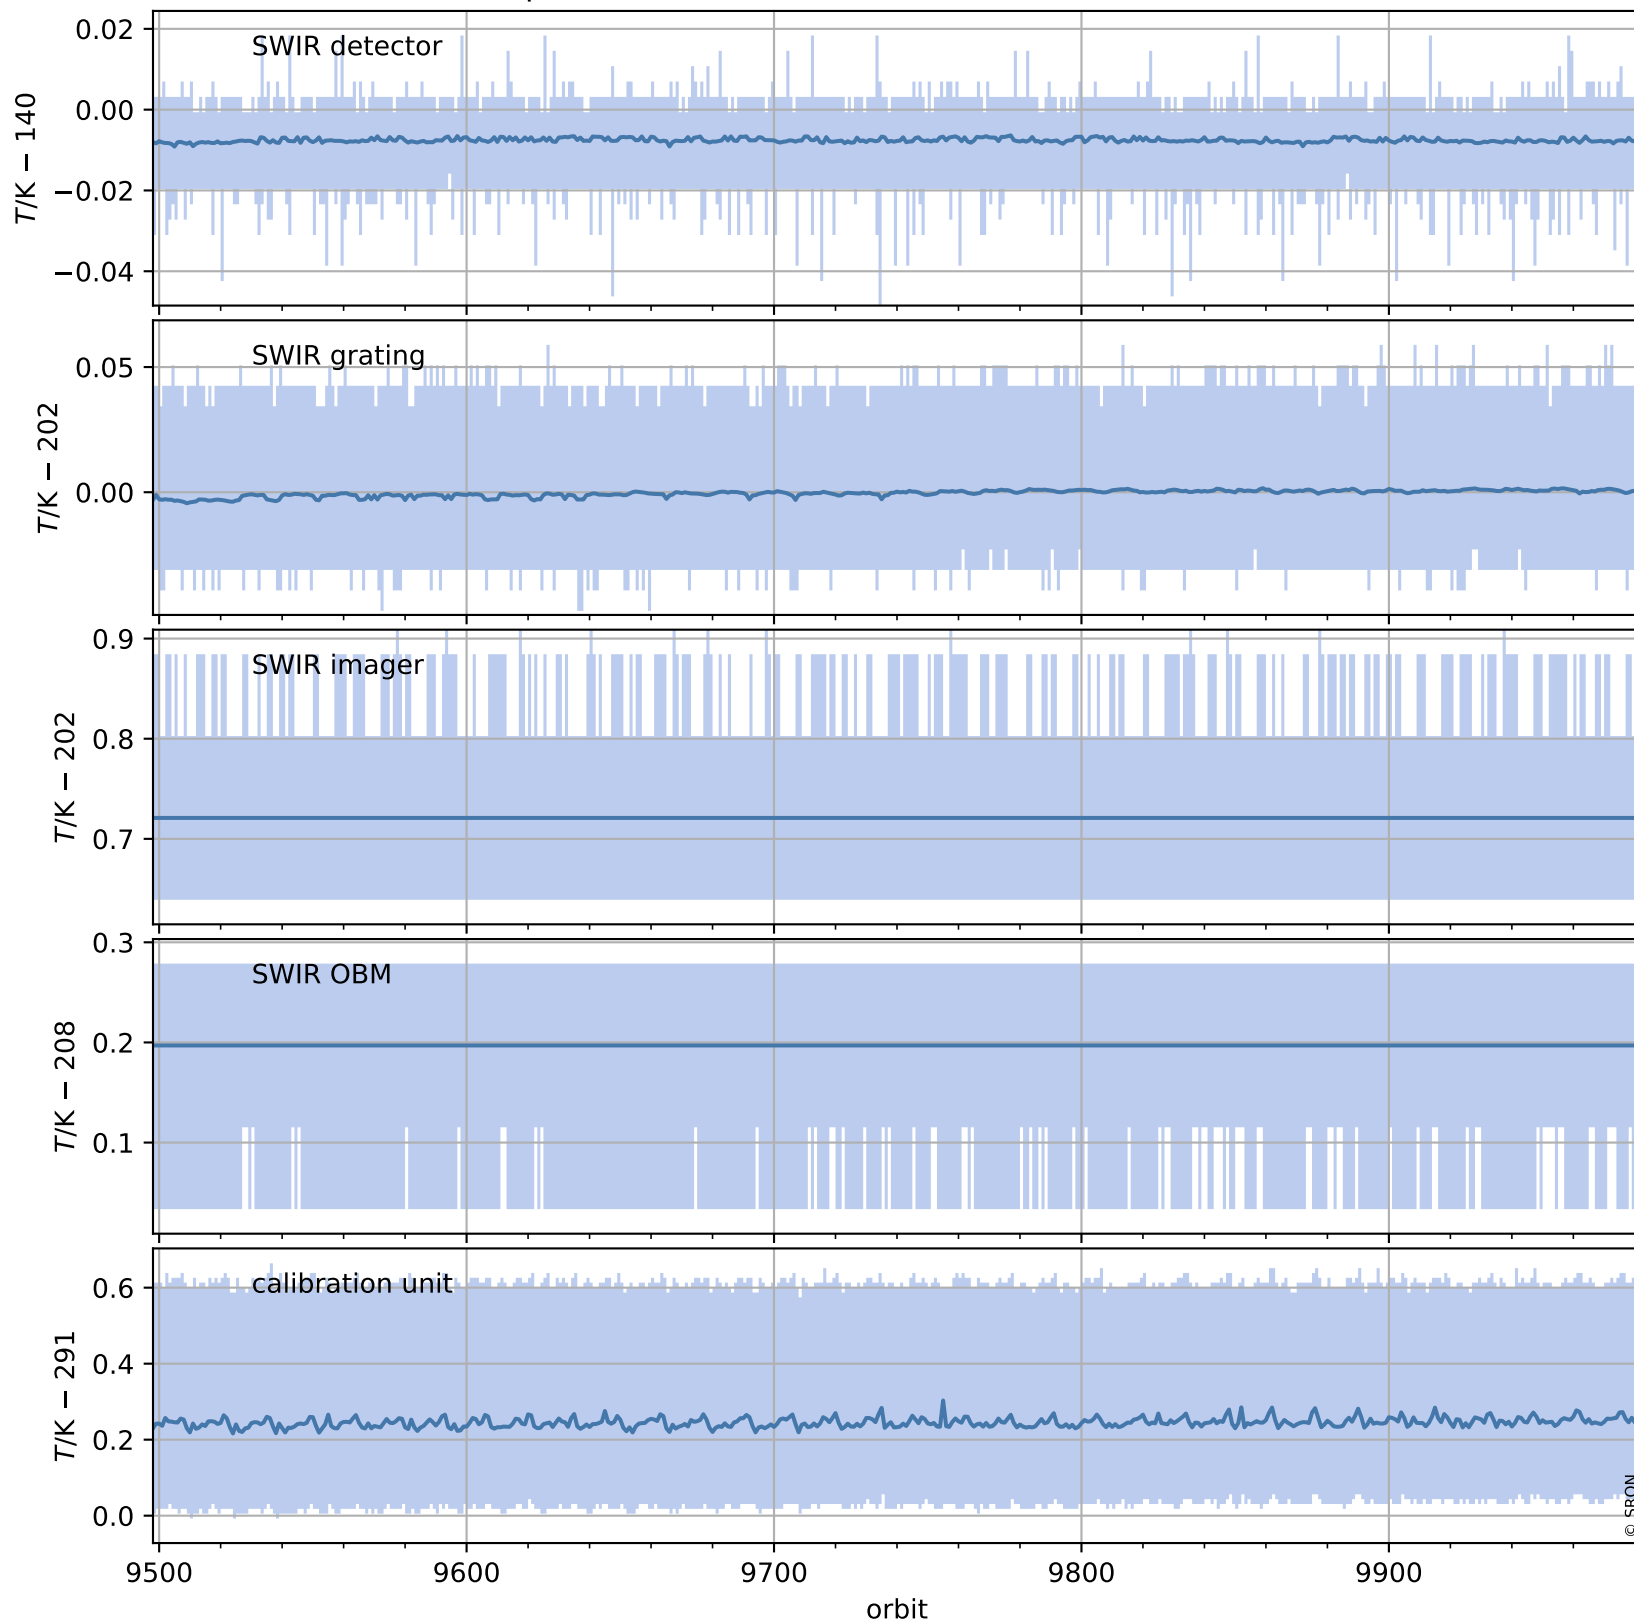 SWIR detector
0.02
0.00
−0.02
−0.04
T/K − 140
SWIR grating
0.05
0.00
T/K − 202
SWIR imager
0.9
0.8
0.7
T/K − 202
SWIR OBM
0.3
0.2
0.1
T/K − 208
calibration unit
0.6
0.4
0.2
0.0
T/K − 291
© SRON
9500 9600 9700 9800 9900
orbit